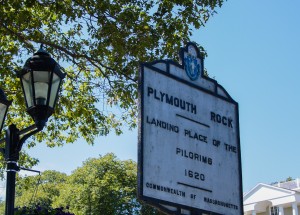 PLYMOUTH ROCK
LANDING PLACE OF THE
PILGRIMS
1620
COMMONWEALTH OF MASSACHUSETTS